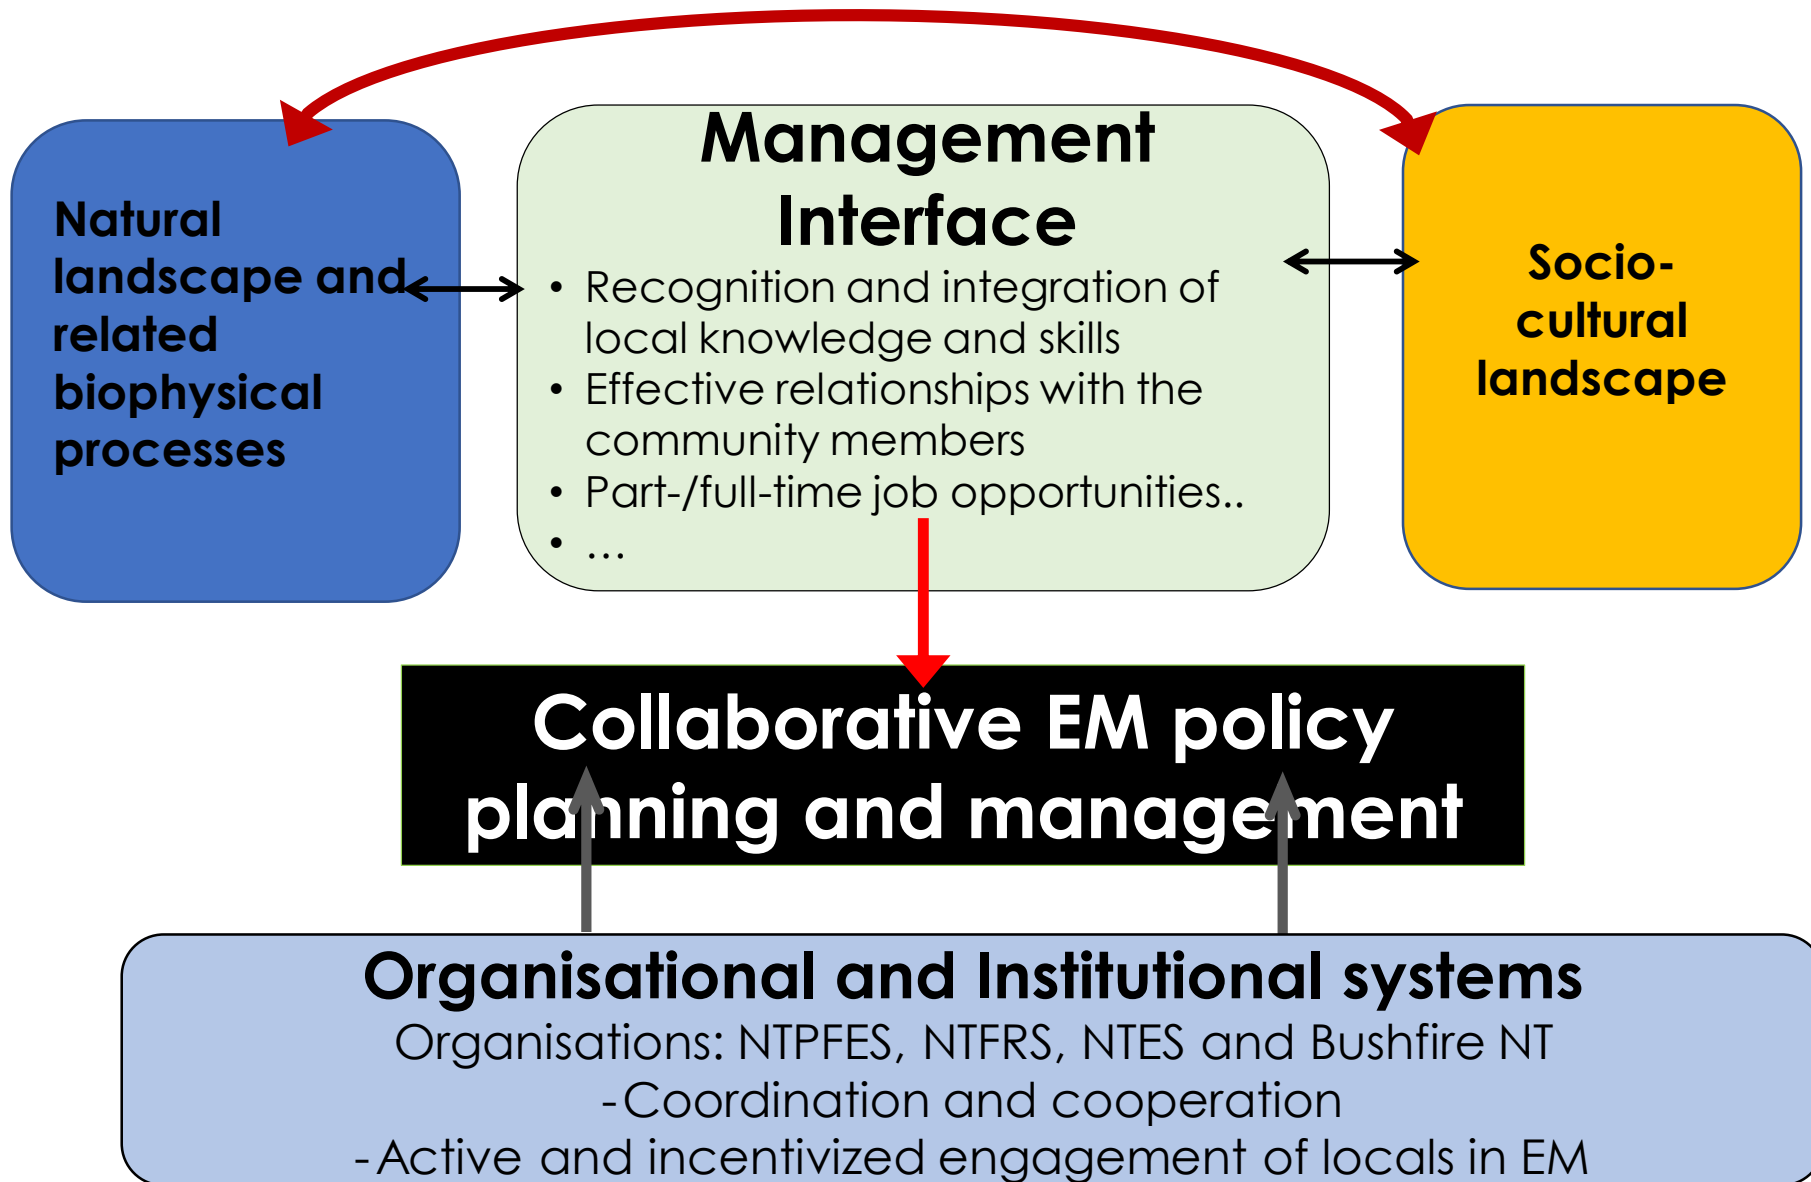 Natural
landscape and
related
biophysical
processes
Management
Interface
• Recognition and integration of
local knowledge and skills
• Effective relationships with the
community members
• Part-/full-time job opportunities..
• …
Socio-
cultural
landscape
Collaborative EM policy
planning and management
Organisational and Institutional systems
Organisations: NTPFES, NTFRS, NTES and Bushfire NT
-Coordination and cooperation
-Active and incentivized engagement of locals in EM